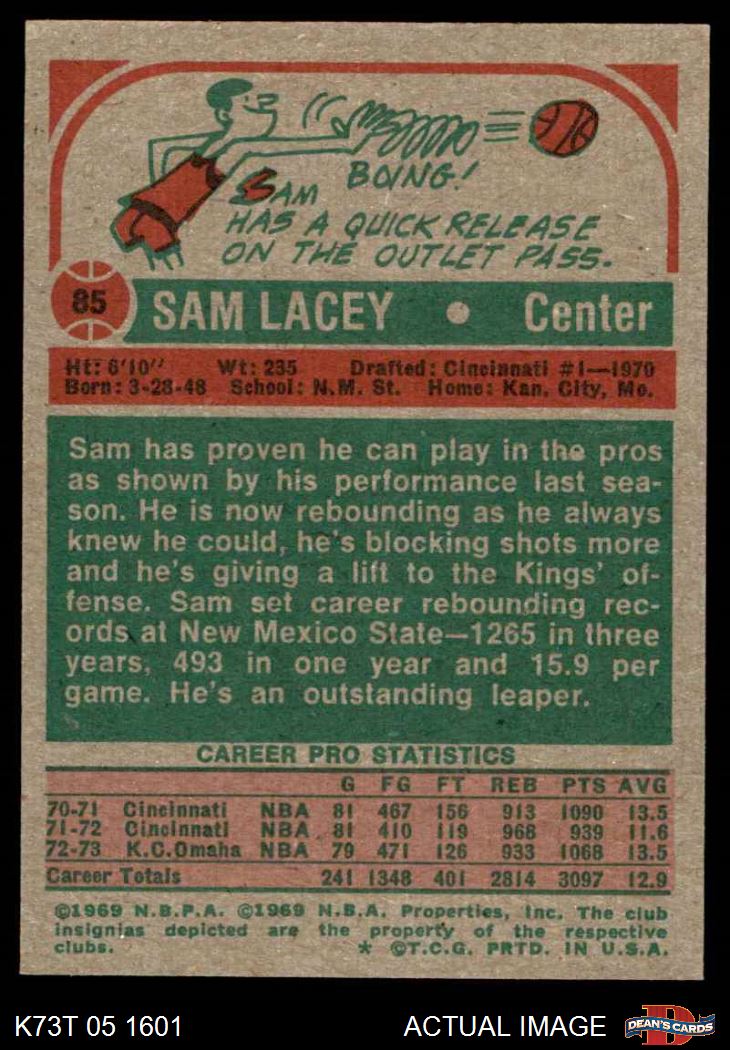 BOING!
SAM
HAS A QUICK RELEASE
ON THE OUTLET PASS.
85 SAM LACEY • Center
Ht: 6'10" Wt: 235 Drafted: Cincinnati #1—1970
Born: 3-28-48 School: N.M. St. Home: Kan. City, Mo.
Sam has proven he can play in the pros
as shown by his performance last sea-
son. He is now rebounding as he always
knew he could, he's blocking shots more
and he's giving a lift to the Kings' of-
fense. Sam set career rebounding rec-
ords at New Mexico State—1265 in three
years, 493 in one year and 15.9 per
game. He's an outstanding leaper.
CAREER PRO STATISTICS
G FG FT REB PTS AVG
70-71 Cincinnati NBA 81 467 156 913 1090 13.5
71-72 Cincinnati NBA 81 410 119 968 939 11.6
72-73 K.C.Omaha NBA 79 471 126 933 1068 13.5
Career Totals 241 1348 401 2814 3097 12.9
©1969 N.B.P.A. ©1969 N.B.A. Properties, Inc. The club
insignias depicted are the property of the respective
clubs. * ©T.C.G. PRTD. IN U.S.A.
K73T 05 1601 ACTUAL IMAGE D DEAN'S CARDS